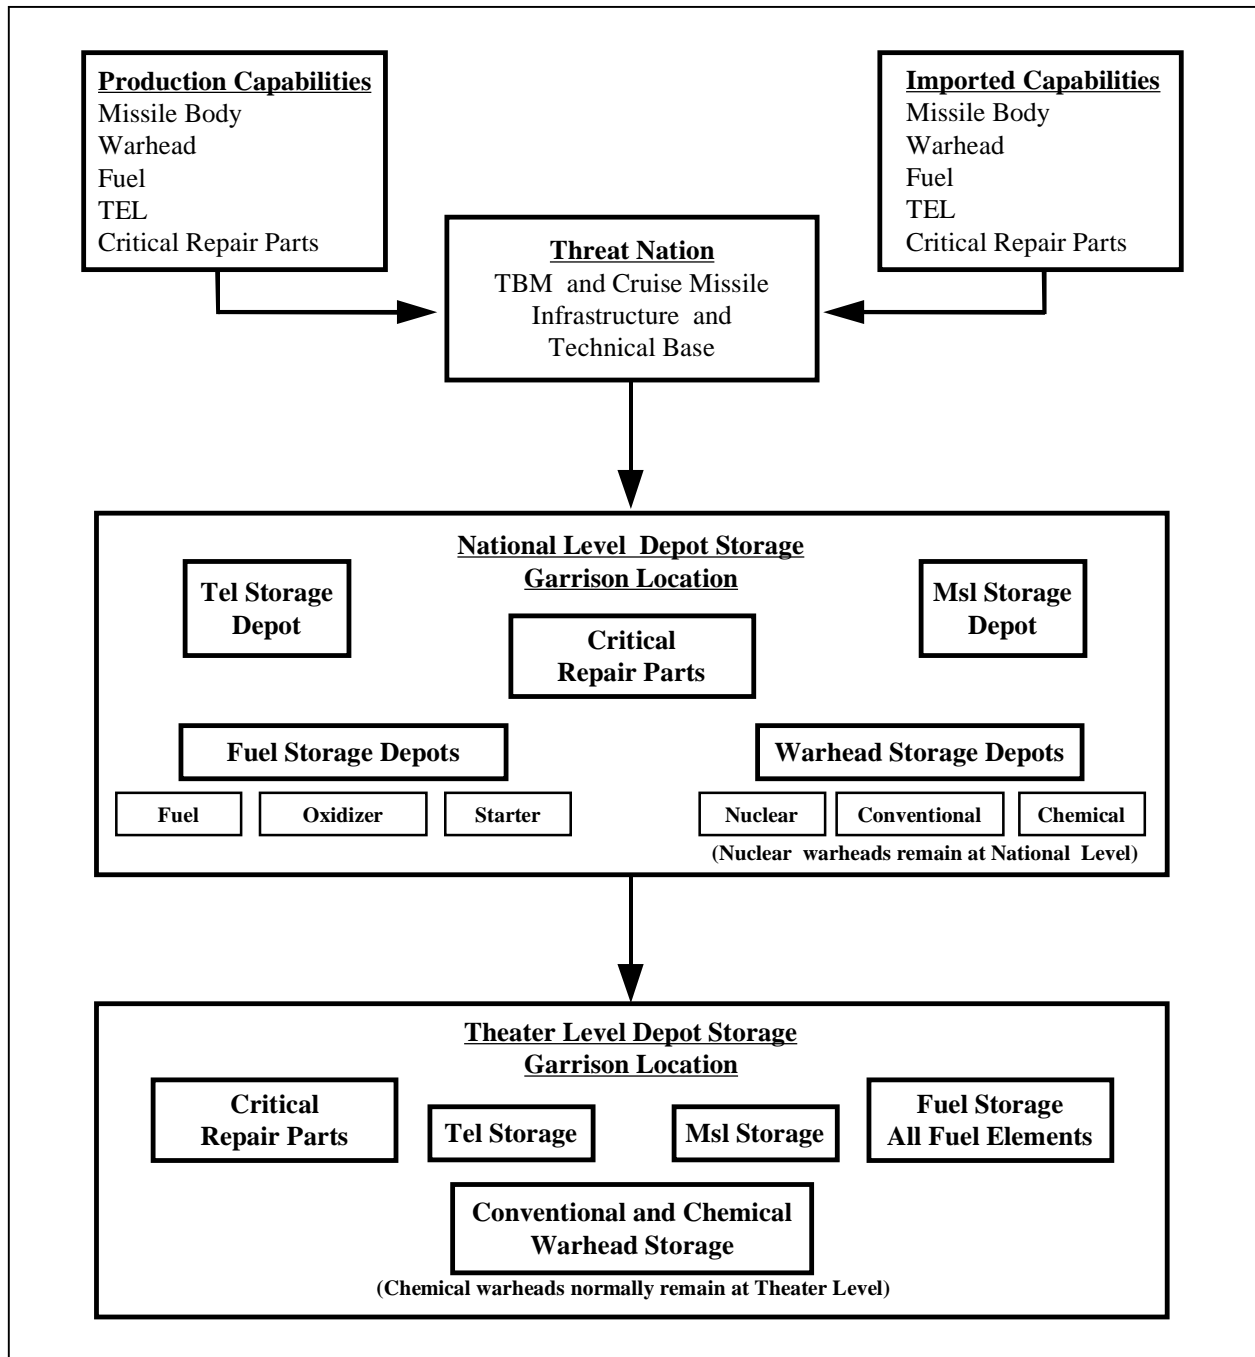 Production Capabilities
Missile Body
Warhead
Fuel
TEL
Critical Repair Parts
Imported Capabilities
Missile Body
Warhead
Fuel
TEL
Critical Repair Parts
Threat Nation
TBM and Cruise Missile
Infrastructure and
Technical Base
National Level Depot Storage
Garrison Location
Tel Storage
Depot
Msl Storage
Depot
Critical
Repair Parts
Fuel Storage Depots
Warhead Storage Depots
Fuel
Oxidizer
Starter
Nuclear
Conventional
Chemical
(Nuclear warheads remain at National Level)
Theater Level Depot Storage
Garrison Location
Critical
Repair Parts
Tel Storage
Msl Storage
Fuel Storage
All Fuel Elements
Conventional and Chemical
Warhead Storage
(Chemical warheads normally remain at Theater Level)